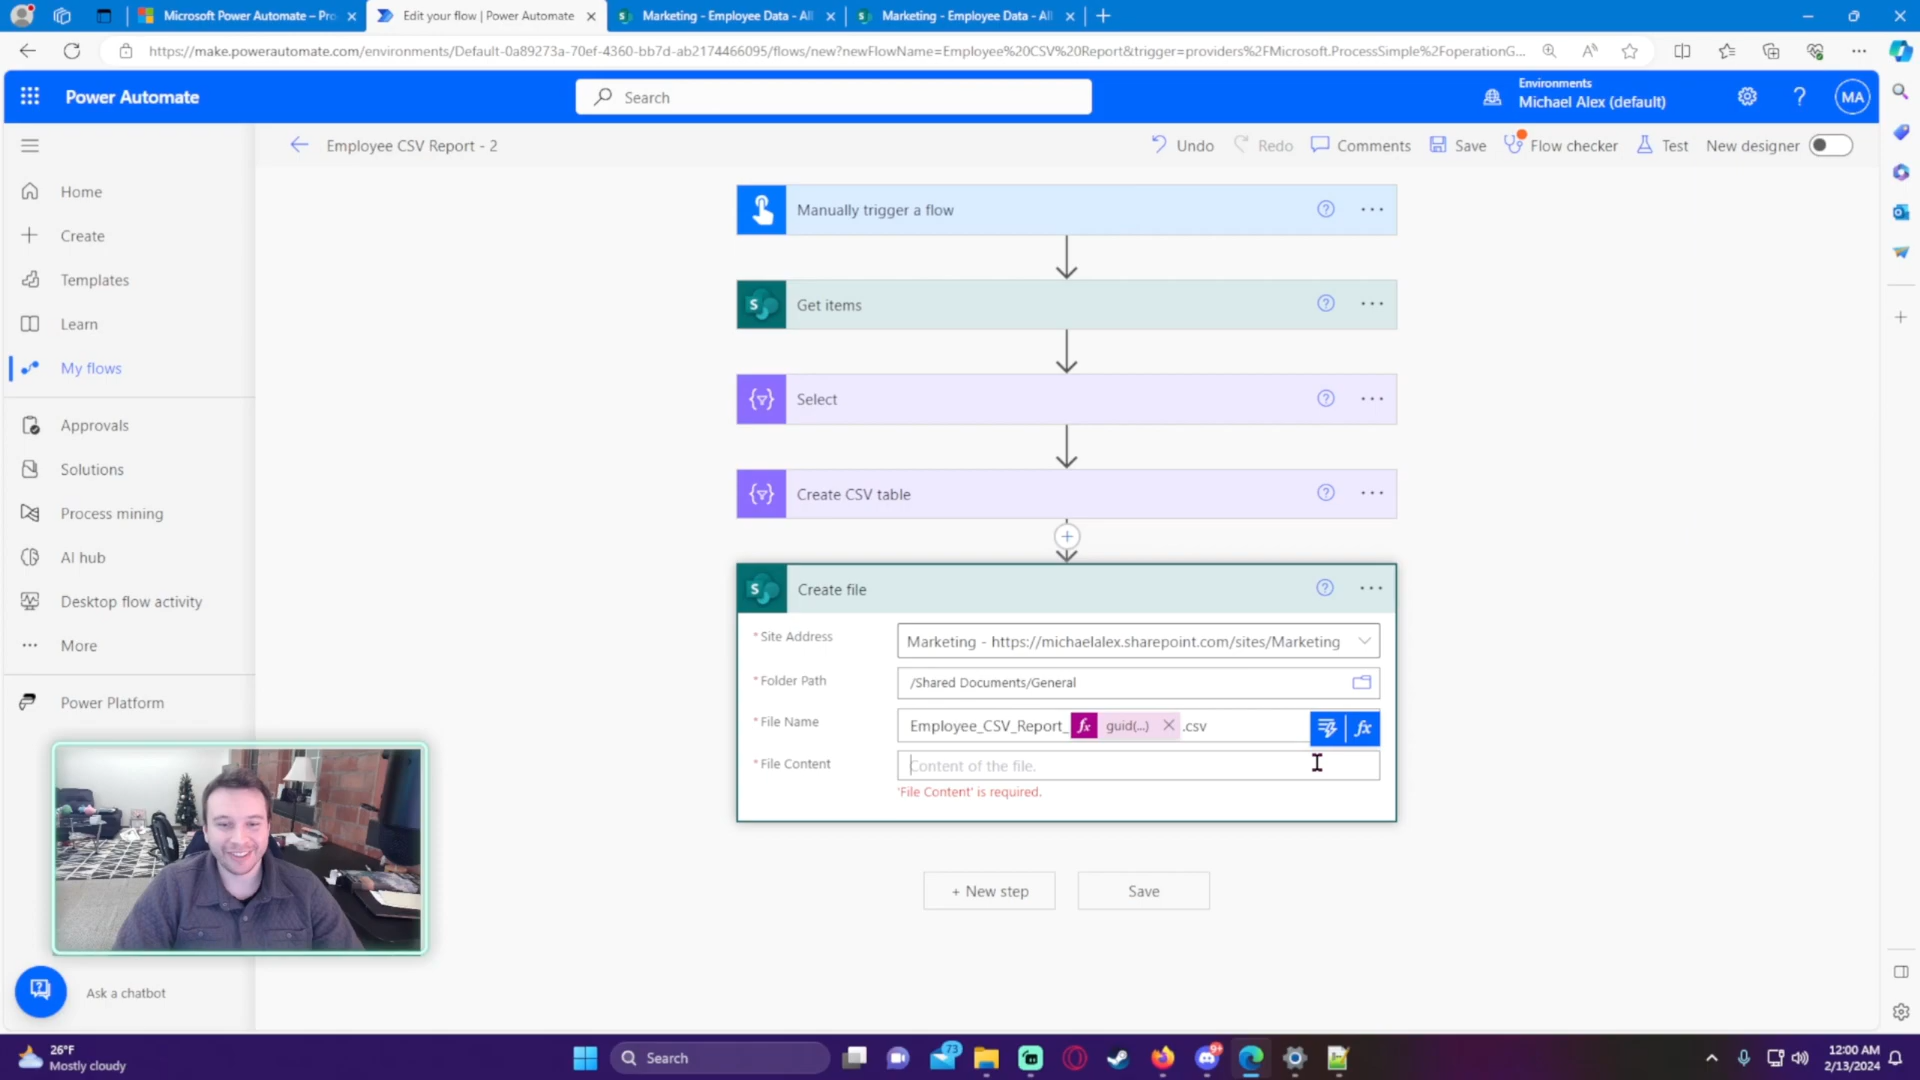 Microsoft Power Automate – Pro
Edit your flow | Power Automate
Marketing - Employee Data - All
Marketing - Employee Data - All
https://make.powerautomate.com/environments/Default-0a89273a-70ef-4360-bb7d-ab2174466095/flows/new?newFlowName=Employee%20CSV%20Report&trigger=providers%2FMicrosoft.ProcessSimple%2FoperationG...
Power Automate
Search
Environments
Michael Alex (default)
MA
Employee CSV Report - 2
Undo
Redo
Comments
Save
Flow checker
Test
New designer
Home
Create
Templates
Learn
My flows
Approvals
Solutions
Process mining
AI hub
Desktop flow activity
More
Power Platform
Ask a chatbot
Manually trigger a flow
Get items
Select
Create CSV table
Create file
* Site Address
Marketing - https://michaelalex.sharepoint.com/sites/Marketing
* Folder Path
/Shared Documents/General
* File Name
Employee_CSV_Report_ fx guid(...) .csv
fx
* File Content
Content of the file.
'File Content' is required.
+ New step
Save
26°F
Mostly cloudy
Search
73
9+
12:00 AM
2/13/2024